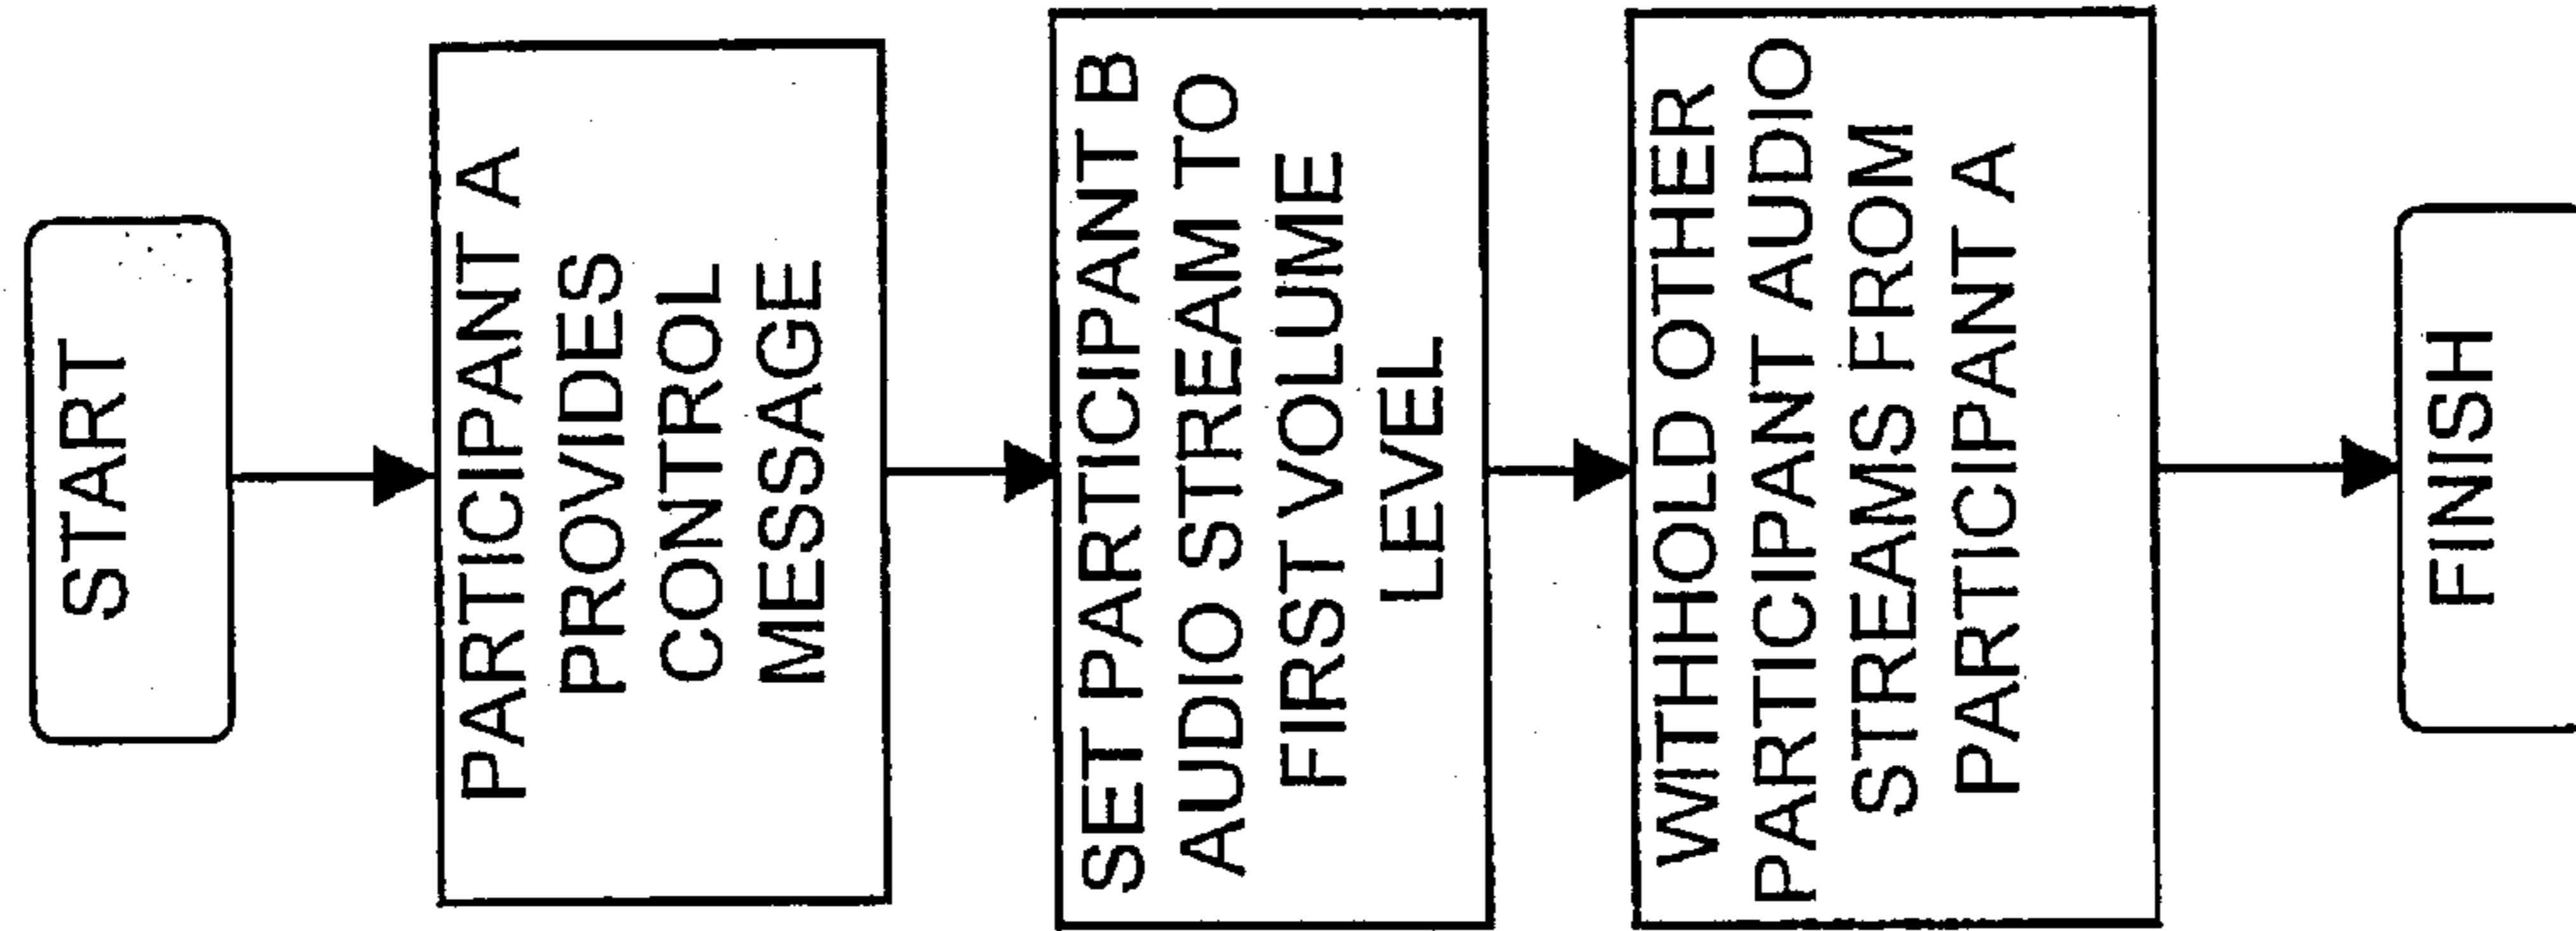 START
PARTICIPANT A
PROVIDES
CONTROL
MESSAGE
SET PARTICIPANT B
AUDIO STREAM TO
FIRST VOLUME
LEVEL
WITHHOLD OTHER
PARTICIPANT AUDIO
STREAMS FROM
PARTICIPANT A
FINISH